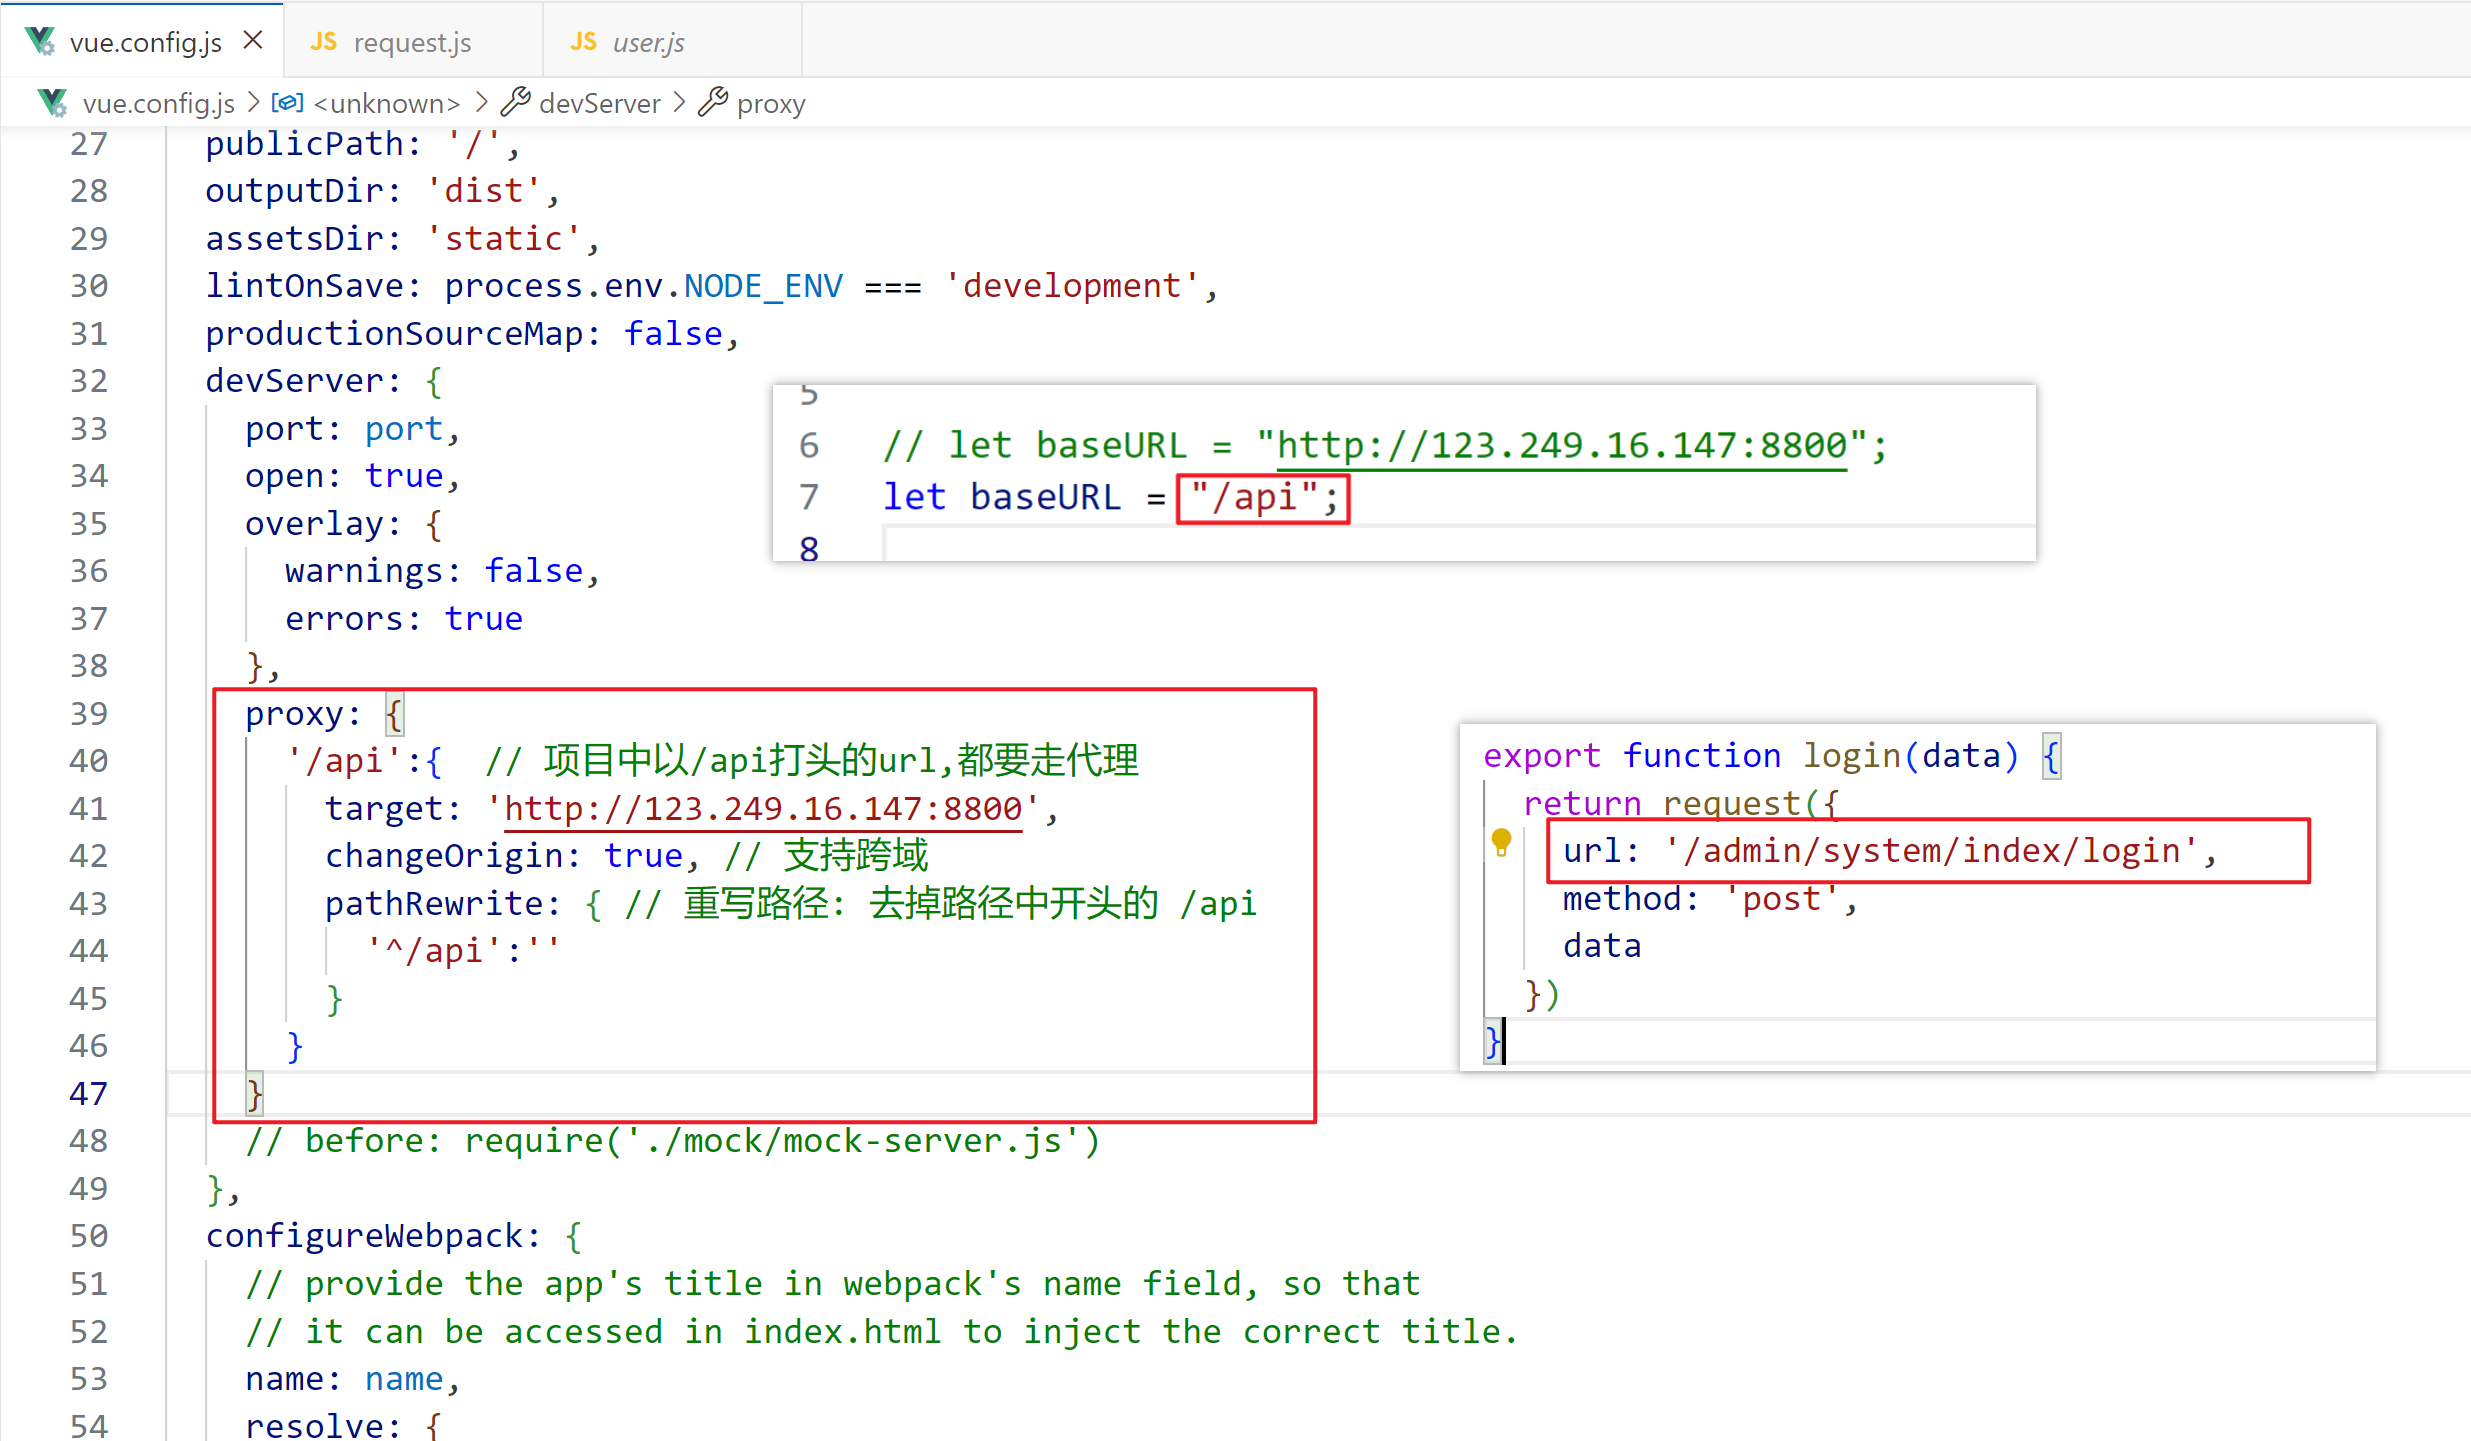 vue.config.js
JS request.js
JS user.js
vue.config.js > <unknown> > devServer > proxy
27 publicPath: '/',
28 outputDir: 'dist',
29 assetsDir: 'static',
30 lintOnSave: process.env.NODE_ENV === 'development',
31 productionSourceMap: false,
32 devServer: {
33 port: port,
34 open: true,
35 overlay: {
36 warnings: false,
37 errors: true
38 },
39 proxy: {
40 '/api':{ // 项目中以/api打头的url,都要走代理
41 target: 'http://123.249.16.147:8800',
42 changeOrigin: true, // 支持跨域
43 pathRewrite: { // 重写路径: 去掉路径中开头的 /api
44 '^/api':''
45 }
46 }
47 }
48 // before: require('./mock/mock-server.js')
49 },
50 configureWebpack: {
51 // provide the app's title in webpack's name field, so that
52 // it can be accessed in index.html to inject the correct title.
53 name: name,
54 resolve: {
5
6 // let baseURL = "http://123.249.16.147:8800";
7 let baseURL = "/api";
8
export function login(data) {
return request({
url: '/admin/system/index/login',
method: 'post',
data
})
}